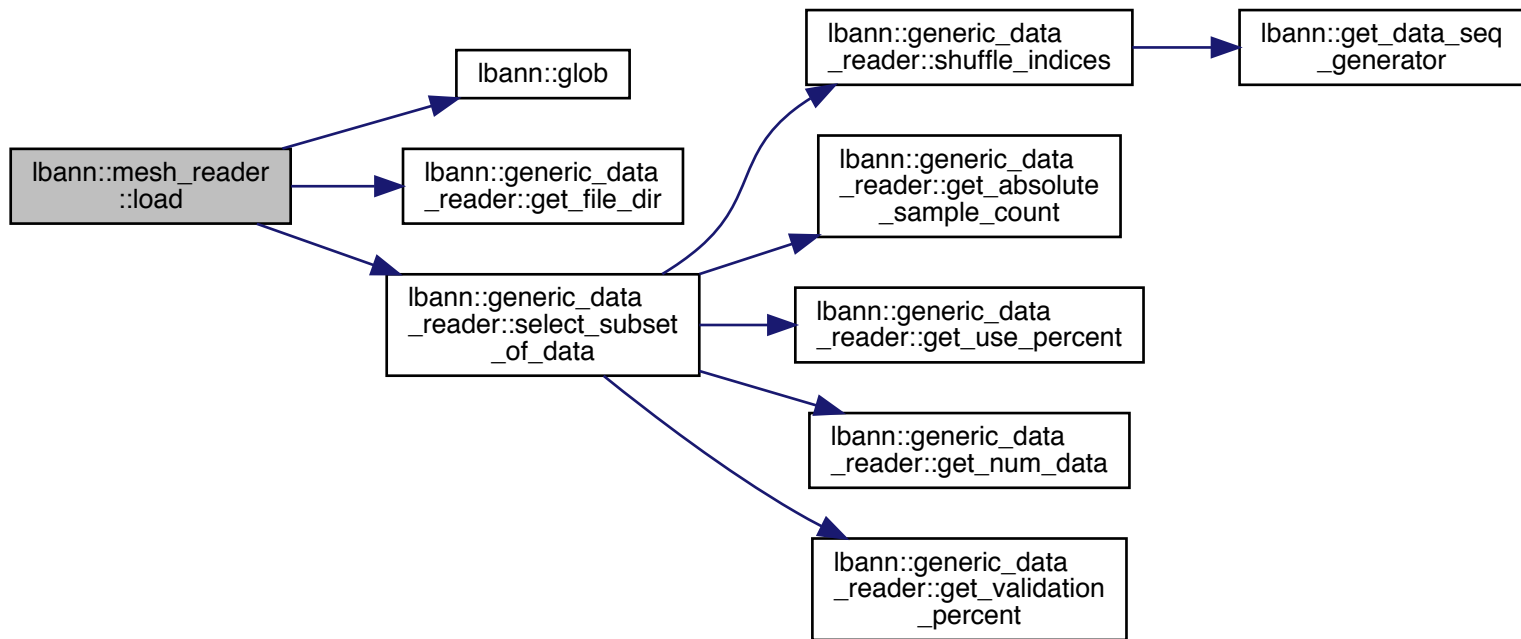 lbann::mesh_reader
::load
lbann::glob
lbann::generic_data
_reader::get_file_dir
lbann::generic_data
_reader::select_subset
_of_data
lbann::generic_data
_reader::shuffle_indices
lbann::get_data_seq
_generator
lbann::generic_data
_reader::get_absolute
_sample_count
lbann::generic_data
_reader::get_use_percent
lbann::generic_data
_reader::get_num_data
lbann::generic_data
_reader::get_validation
_percent